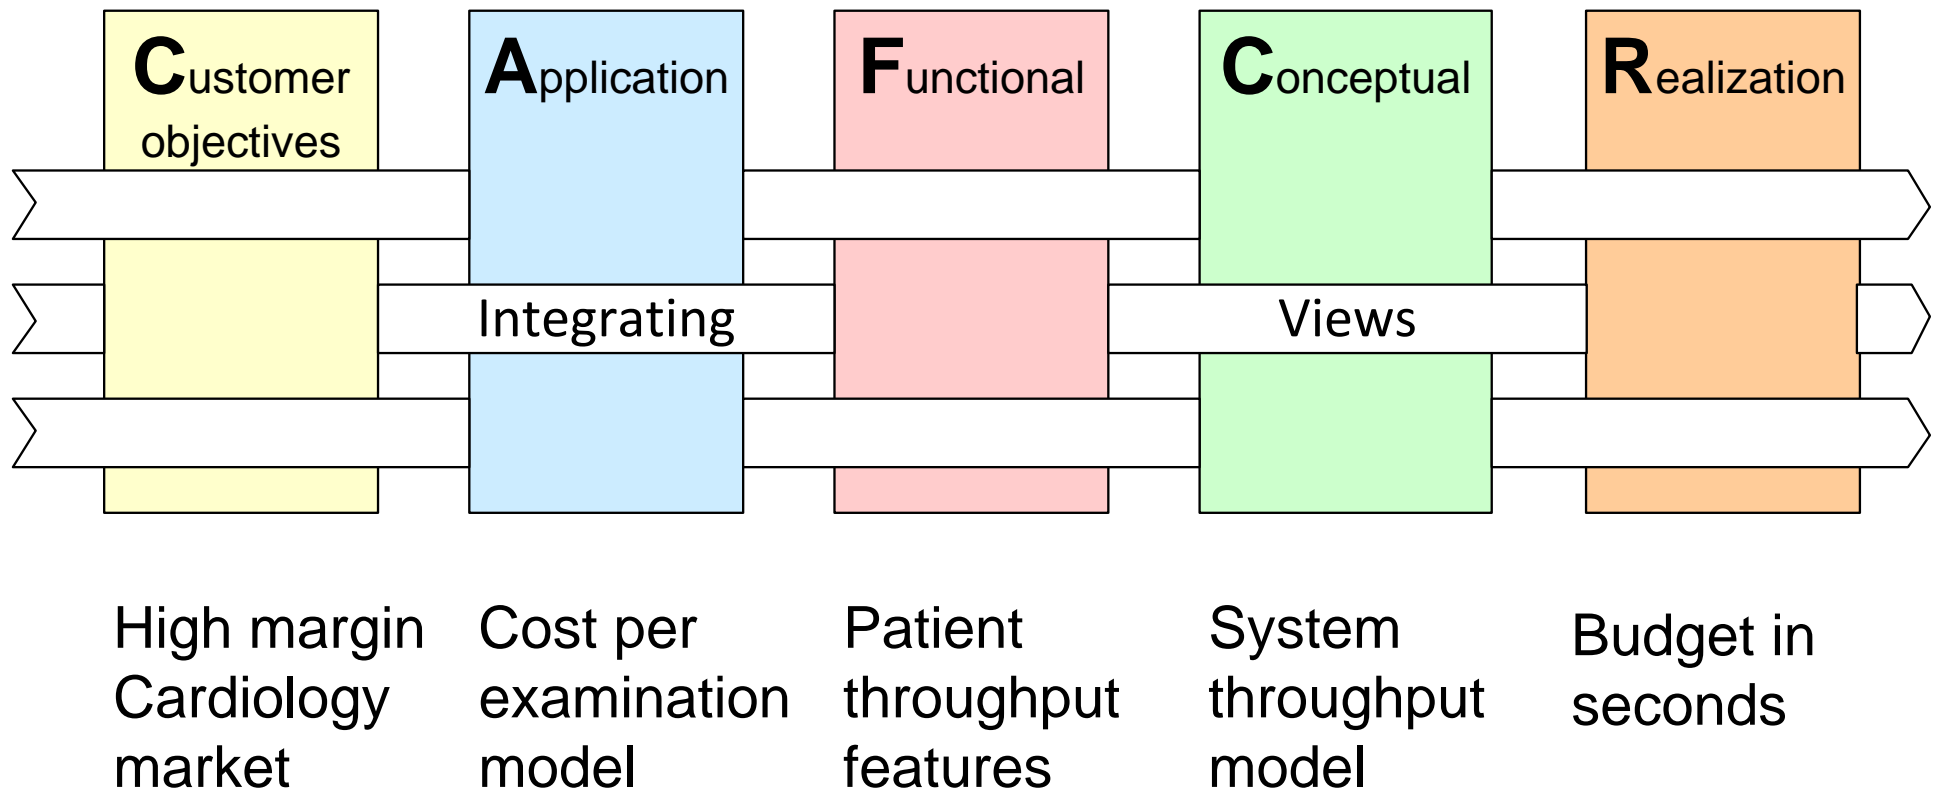 Customer
objectives
Application
Functional
Conceptual
Realization
Integrating
Views
High margin
Cardiology
market
Cost per
examination
model
Patient
throughput
features
System
throughput
model
Budget in
seconds